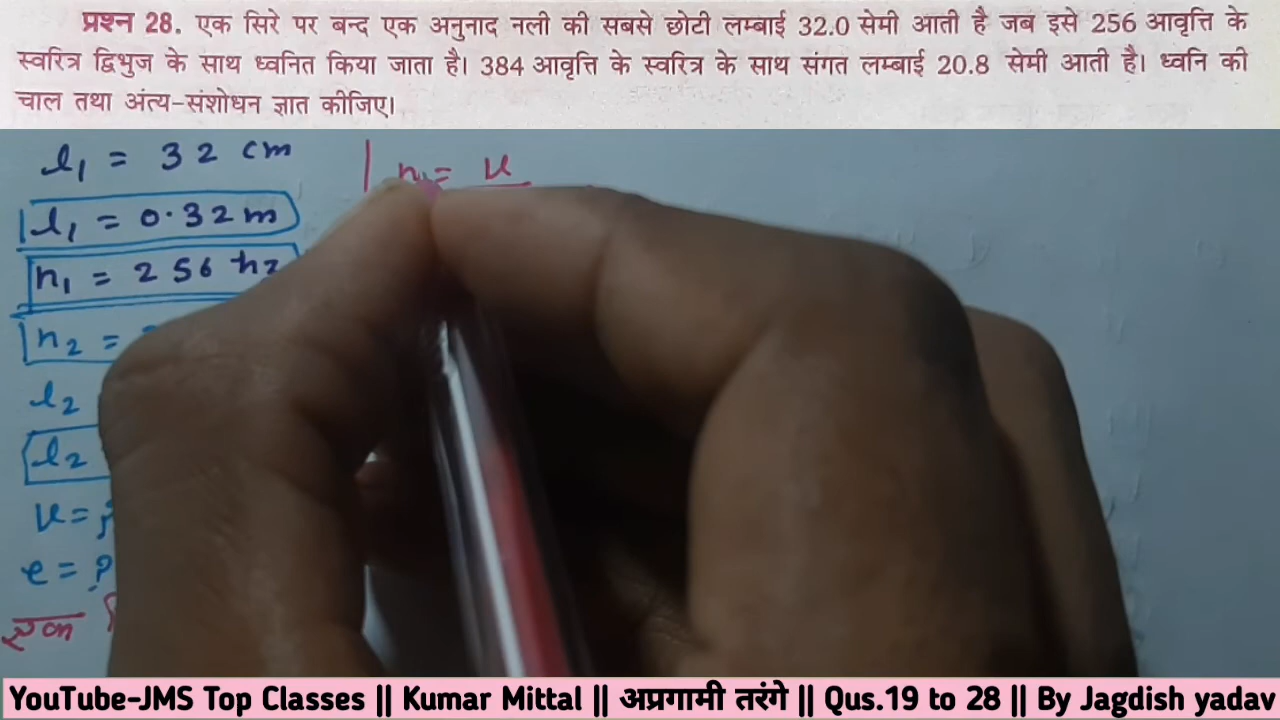 प्रश्न 28. एक सिरे पर बन्द एक अनुनाद नली की सबसे छोटी लम्बाई 32.0 सेमी आती है जब इसे 256 आवृत्ति के
स्वरित्र द्विभुज के साथ ध्वनित किया जाता है। 384 आवृत्ति के स्वरित्र के साथ संगत लम्बाई 20.8 सेमी आती है। ध्वनि की
चाल तथा अंत्य-संशोधन ज्ञात कीजिए।
l₁ = 32 cm
l₁ = 0.32 m
n₁ = 256 hz
n₂ =
l₂
l₂
v = ?
e = ?
एक
n₁ = v
YouTube-JMS Top Classes || Kumar Mittal || अप्रगामी तरंगे || Qus.19 to 28 || By Jagdish yadav